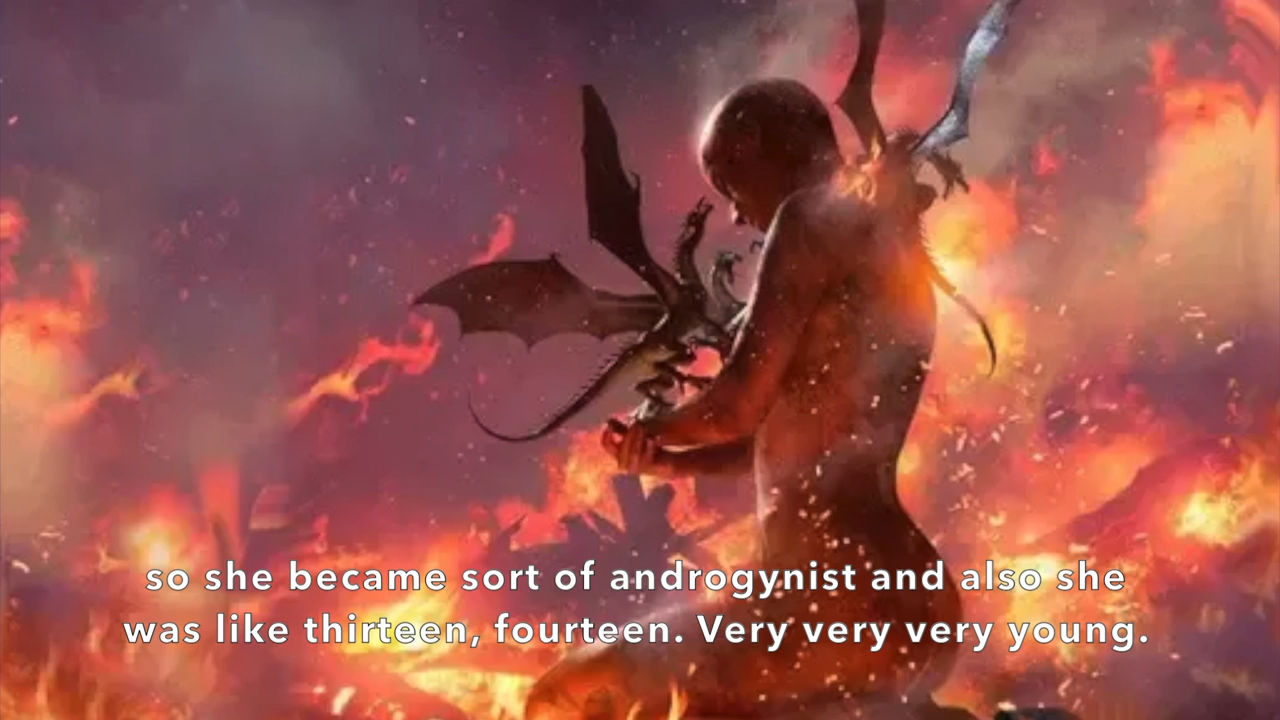 so she became sort of androgynist and also she
was like thirteen, fourteen. Very very very young.